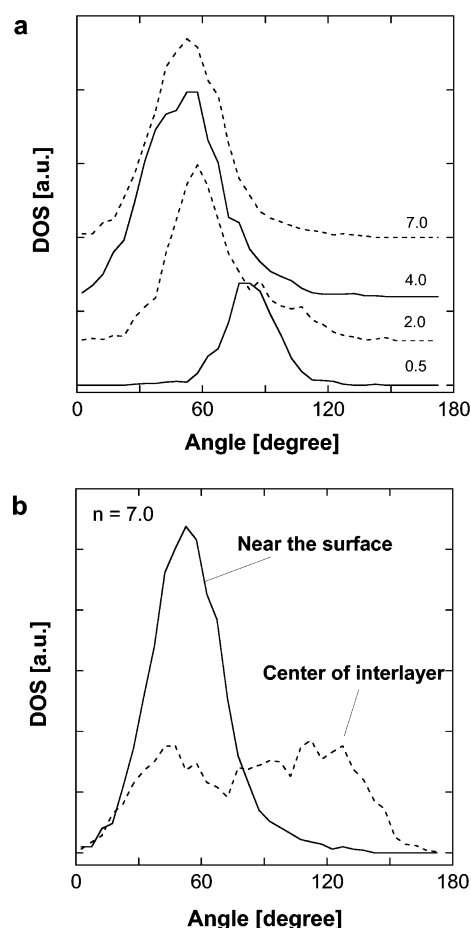 a
DOS [a.u.]
7.0
4.0
2.0
0.5
0 60 120 180
Angle [degree]
b
n = 7.0
Near the surface
Center of interlayer
DOS [a.u.]
0 60 120 180
Angle [degree]